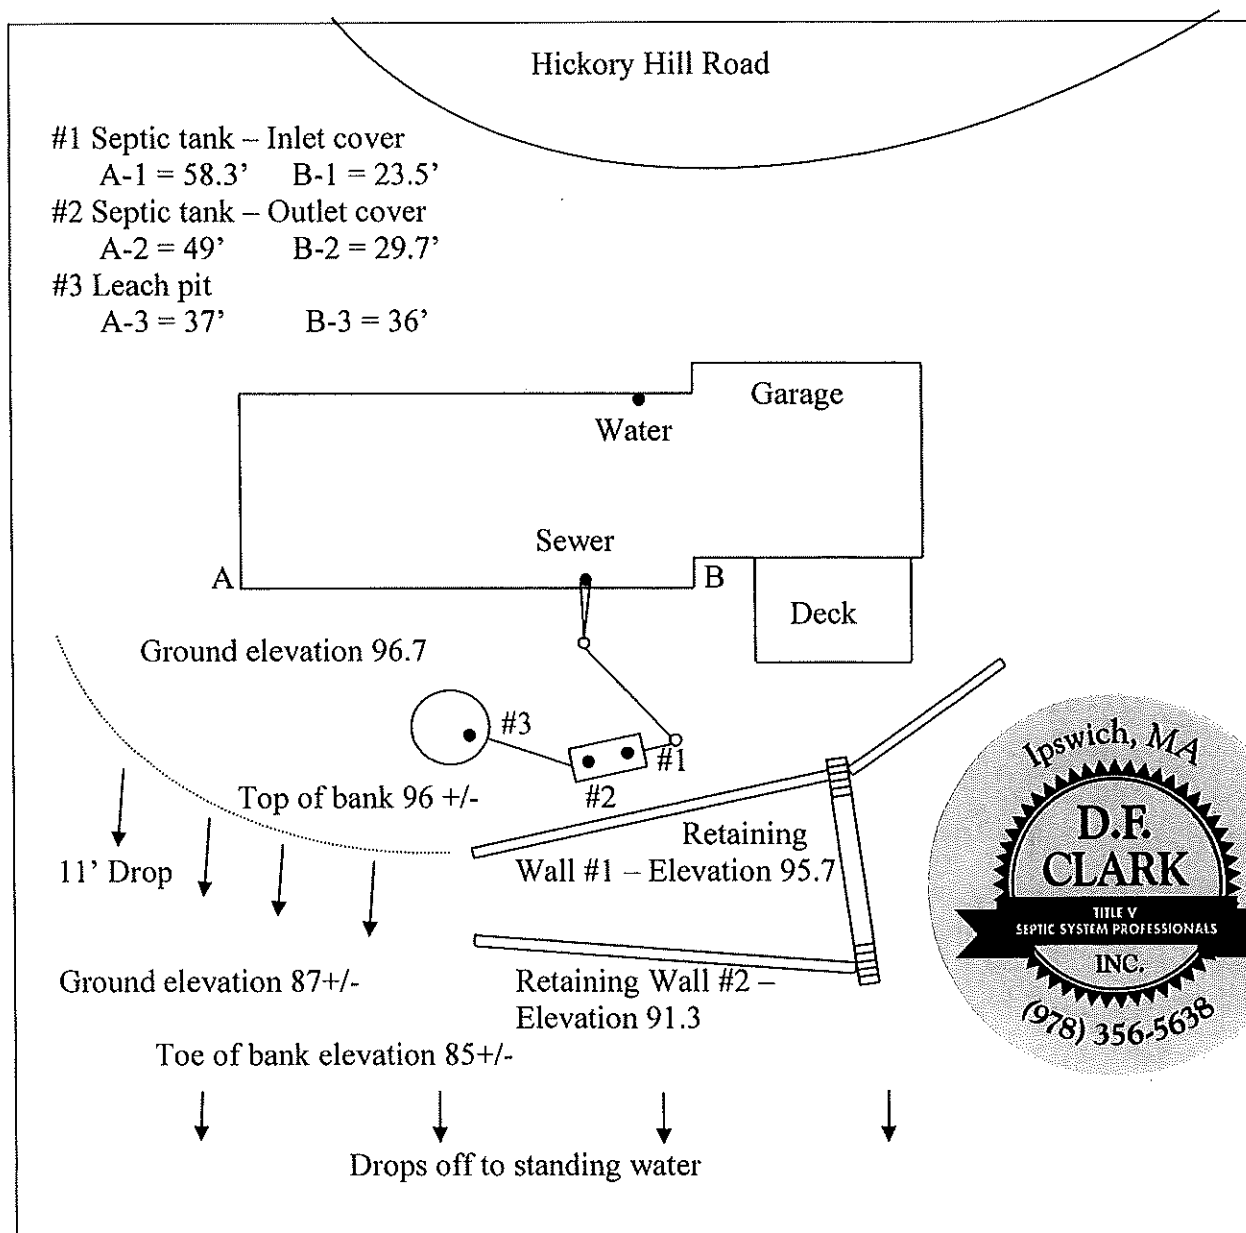 Hickory Hill Road
#1 Septic tank – Inlet cover
A-1 = 58.3’ B-1 = 23.5’
#2 Septic tank – Outlet cover
A-2 = 49’ B-2 = 29.7’
#3 Leach pit
A-3 = 37’ B-3 = 36’
Garage
Water
Sewer
A
B
Deck
Ground elevation 96.7
#3
#1
#2
Top of bank 96 +/-
Retaining
Wall #1 – Elevation 95.7
11’ Drop
Ground elevation 87+/-
Retaining Wall #2 –
Elevation 91.3
Toe of bank elevation 85+/-
Drops off to standing water
Ipswich, MA
D.F.
CLARK
TITLE V
SEPTIC SYSTEM PROFESSIONALS
INC.
(978) 356-5638